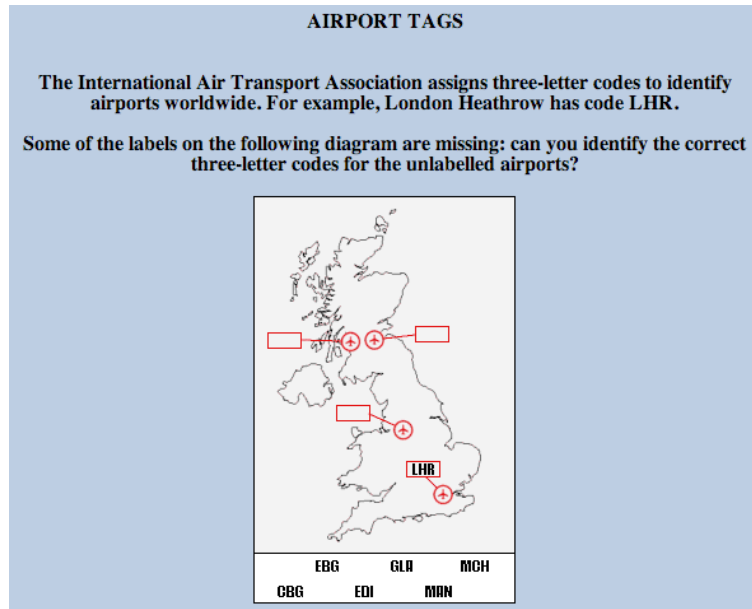 AIRPORT TAGS
The International Air Transport Association assigns three-letter codes to identify
airports worldwide. For example, London Heathrow has code LHR.
Some of the labels on the following diagram are missing: can you identify the correct
three-letter codes for the unlabelled airports?
LHR
EBG GLA MCH
CBG EDI MAN